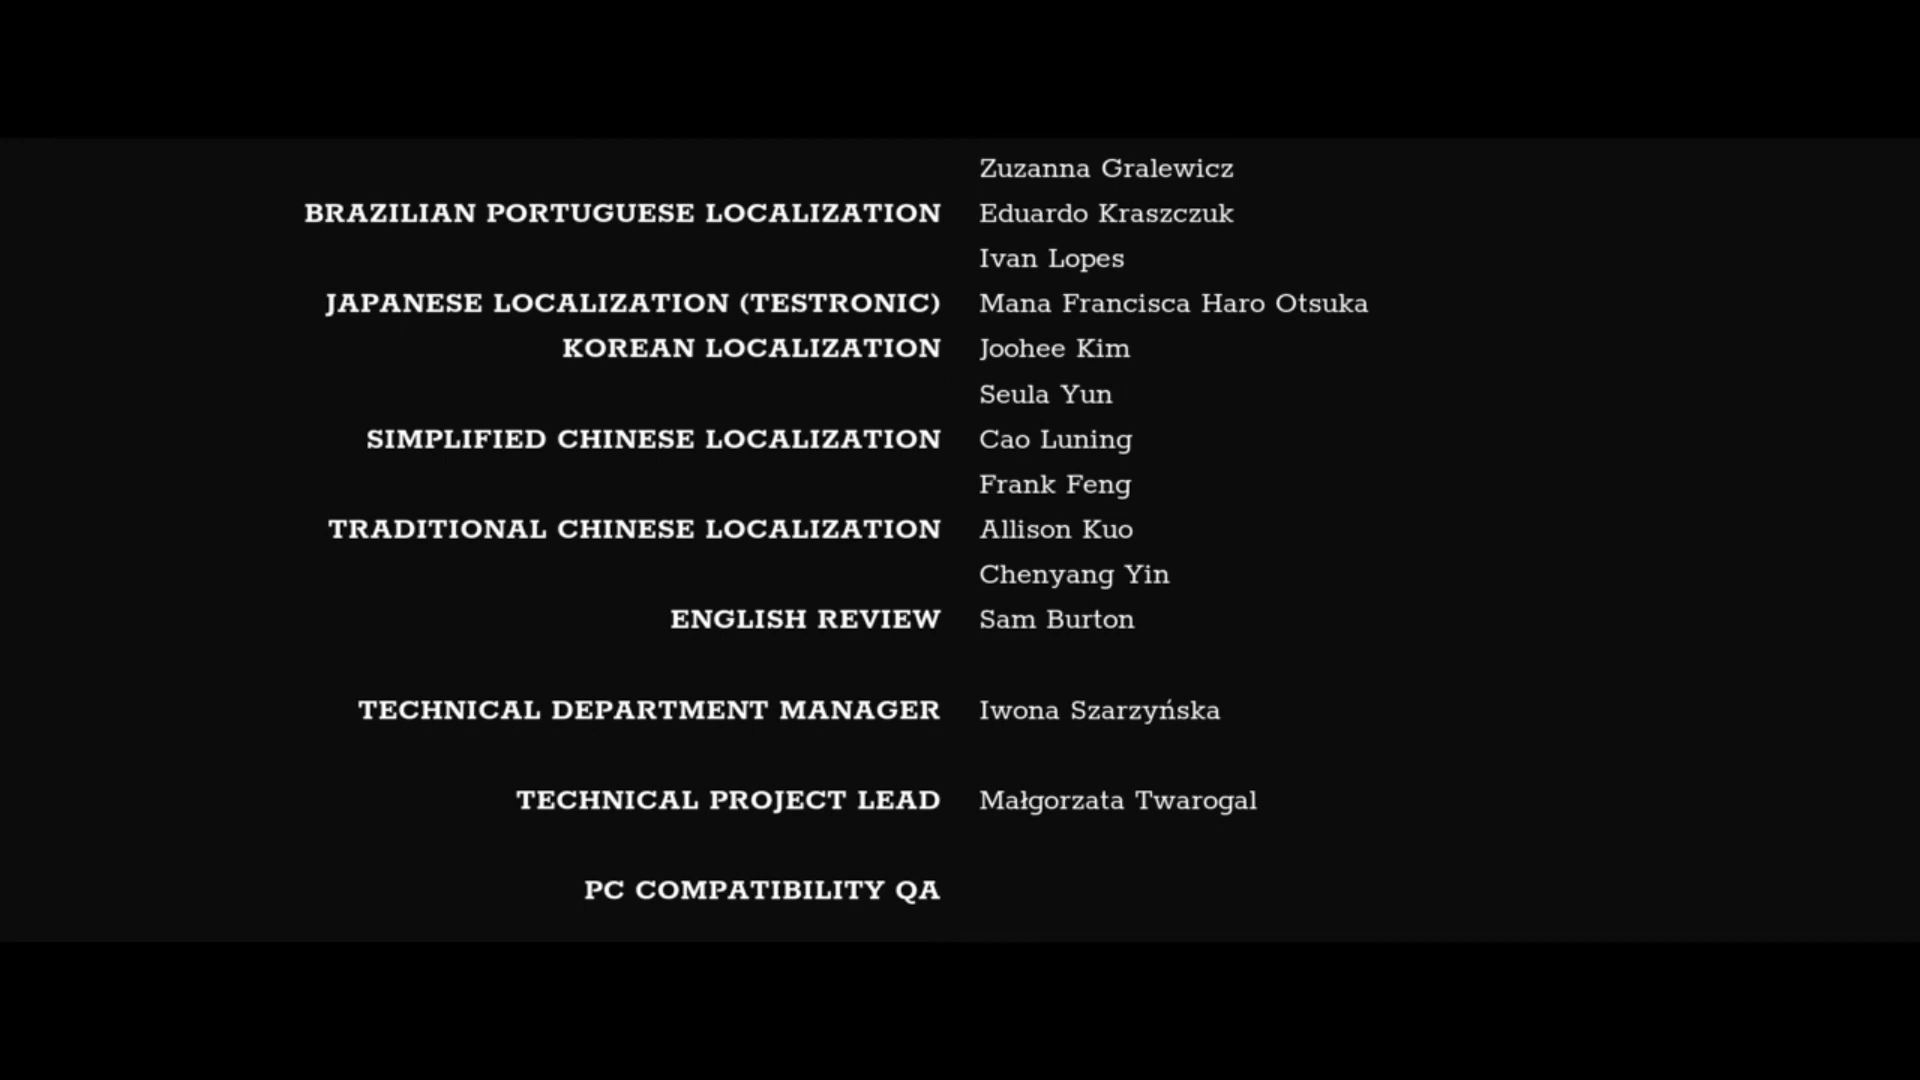 Zuzanna Gralewicz
BRAZILIAN PORTUGUESE LOCALIZATION Eduardo Kraszczuk
Ivan Lopes
JAPANESE LOCALIZATION (TESTRONIC) Mana Francisca Haro Otsuka
KOREAN LOCALIZATION Joohee Kim
Seula Yun
SIMPLIFIED CHINESE LOCALIZATION Cao Luning
Frank Feng
TRADITIONAL CHINESE LOCALIZATION Allison Kuo
Chenyang Yin
ENGLISH REVIEW Sam Burton
TECHNICAL DEPARTMENT MANAGER Iwona Szarzyńska
TECHNICAL PROJECT LEAD Małgorzata Twarogal
PC COMPATIBILITY QA